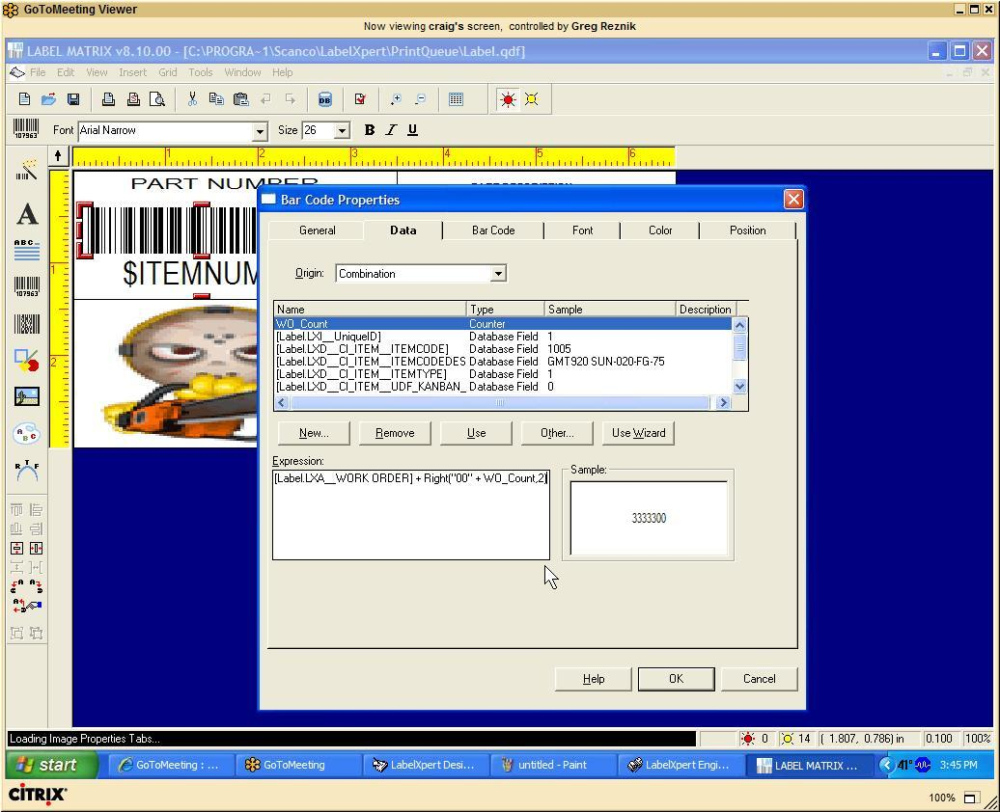 GoToMeeting Viewer
Now viewing craig's screen, controlled by Greg Reznik
LABEL MATRIX v8.10.00 - [C:\PROGRA~1\Scanco\LabelXpert\PrintQueue\Label.qdf]
File Edit View Insert Grid Tools Window Help
DB
107963 Font Arial Narrow Size 26 B I U
1 2 3 4 5 6
PART NUMBER
Bar Code Properties
General Data Bar Code Font Color Position
A
ABC
Origin: Combination
1
$ITEMNUM
107963
Name Type Sample Description
WO_Count Counter
[Label.LXI__UniqueID] Database Field 1
[Label.LXD__CI_ITEM__ITEMCODE] Database Field 1005
[Label.LXD__CI_ITEM__ITEMCODEDES Database Field GMT920 SUN-020-FG-75
[Label.LXD__CI_ITEM__ITEMTYPE] Database Field 1
[Label.LXD__CI_ITEM__UDF_KANBAN_ Database Field 0
2
New... Remove Use Other... Use Wizard
A B C
R T F
Expression:
[Label.LXA__WORK ORDER] + Right("00" + WO_Count,2)
Sample:
3333300
Help OK Cancel
Loading Image Properties Tabs... 0 14 ( 1.807, 0.786) in 0.100 100%
start GoToMeeting : ... GoToMeeting LabelXpert Desi... untitled - Paint LabelXpert Engi... LABEL MATRIX ... 41° 3:45 PM
CITRIX
100%